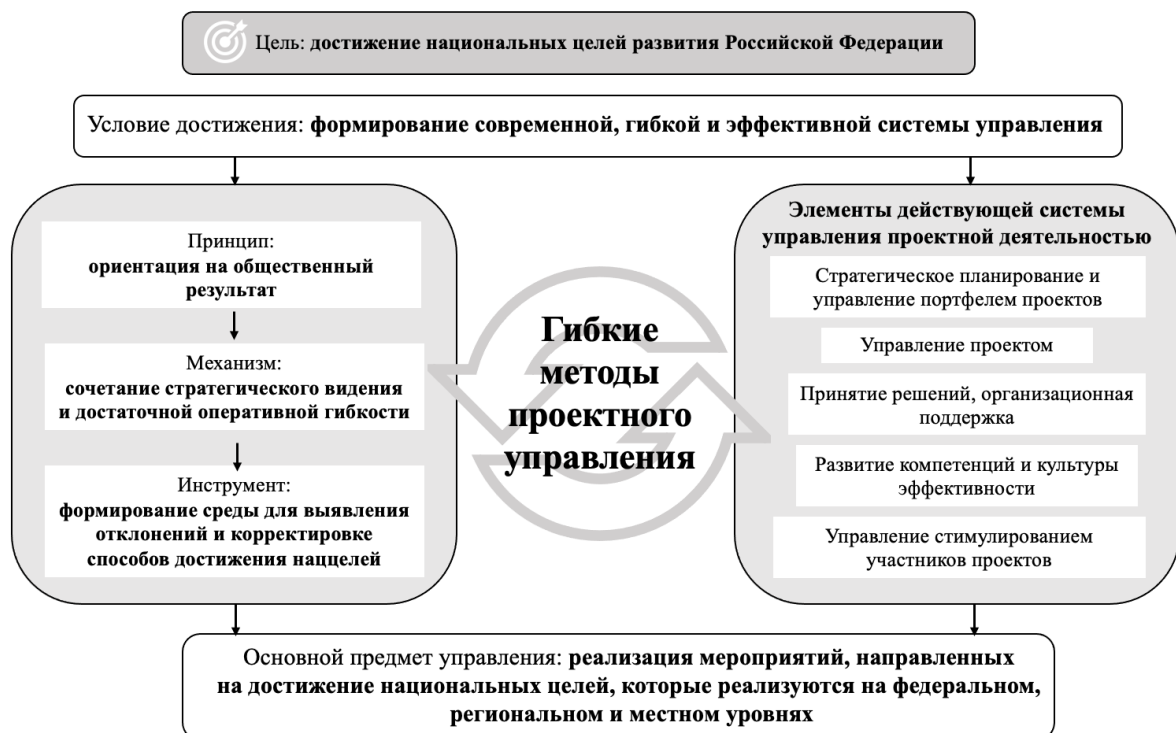 Цель: достижение национальных целей развития Российской Федерации
Условие достижения: формирование современной, гибкой и эффективной системы управления
Принцип:
ориентация на общественный
результат
Механизм:
сочетание стратегического видения
и достаточной оперативной гибкости
Инструмент:
формирование среды для выявления
отклонений и корректировке
способов достижения наццелей
Гибкие
методы
проектного
управления
Элементы действующей системы
управления проектной деятельностью
Стратегическое планирование и
управление портфелем проектов
Управление проектом
Принятие решений, организационная
поддержка
Развитие компетенций и культуры
эффективности
Управление стимулированием
участников проектов
Основной предмет управления: реализация мероприятий, направленных
на достижение национальных целей, которые реализуются на федеральном,
региональном и местном уровнях